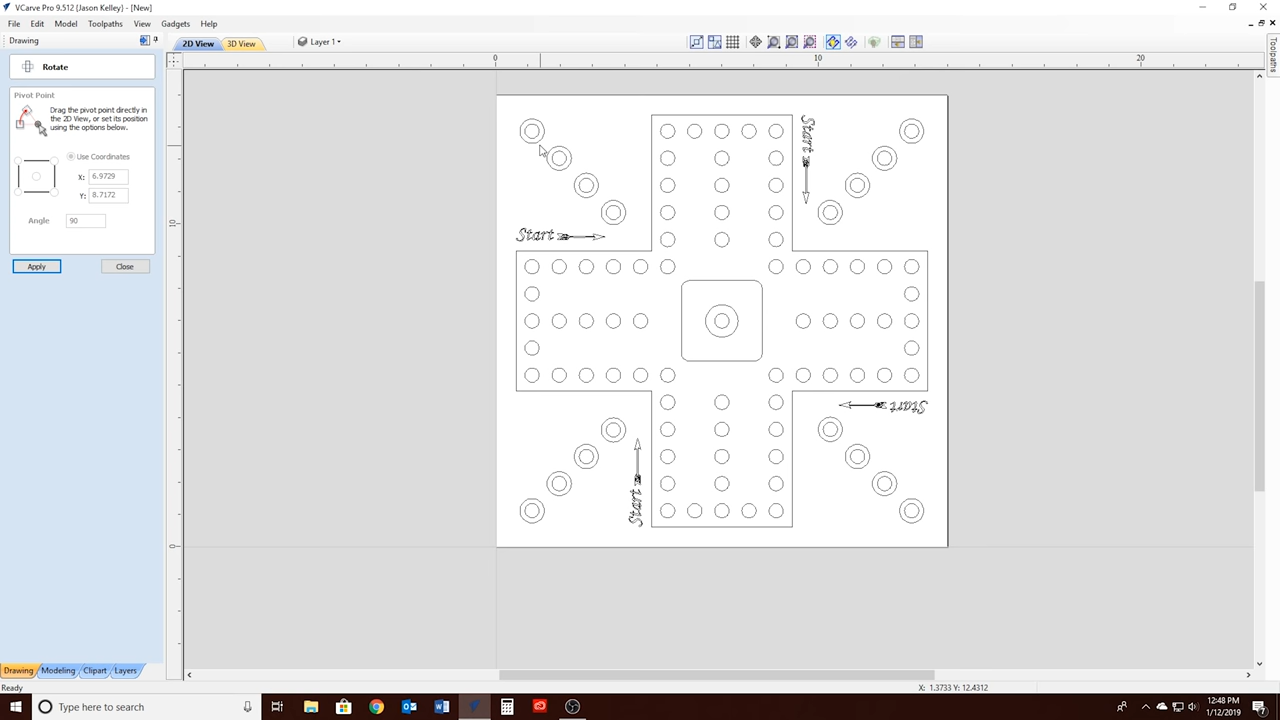 VCarve Pro 9.512 {Jason Kelley} - [New]
File Edit Model Toolpaths View Gadgets Help
Drawing
2D View 3D View Layer 1
Rotate
Pivot Point
Drag the pivot point directly in
the 2D View, or set its position
using the options below.
Use Coordinates
X: 6.9729
Y: 8.7172
Angle 90
Apply Close
0 10 20
10
0
Start
Start
Start
Start
Toolpaths
Drawing Modeling Clipart Layers
Ready
X: 1.3733 Y: 12.4312
Type here to search
12:48 PM
1/12/2019